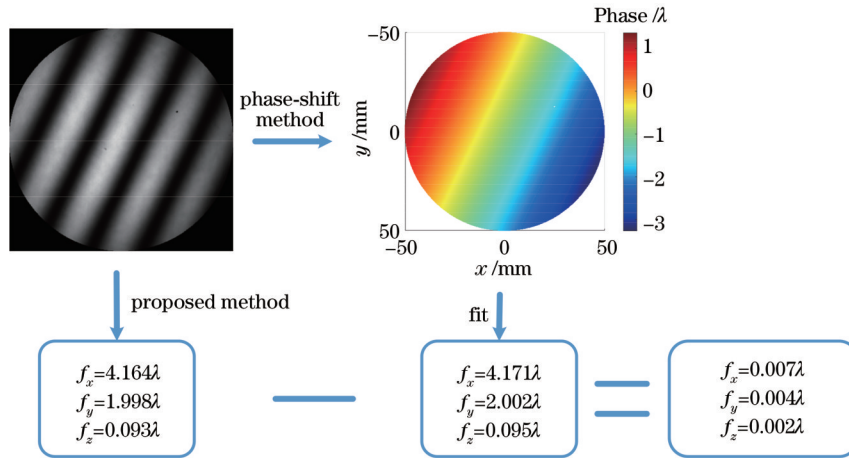 Phase /λ
phase-shift
method
-50
0
50
y /mm
-50
0
50
x /mm
1
0
-1
-2
-3
proposed method
fit
fx=4.164λ
fy=1.998λ
fz=0.093λ
fx=4.171λ
fy=2.002λ
fz=0.095λ
fx=0.007λ
fy=0.004λ
fz=0.002λ